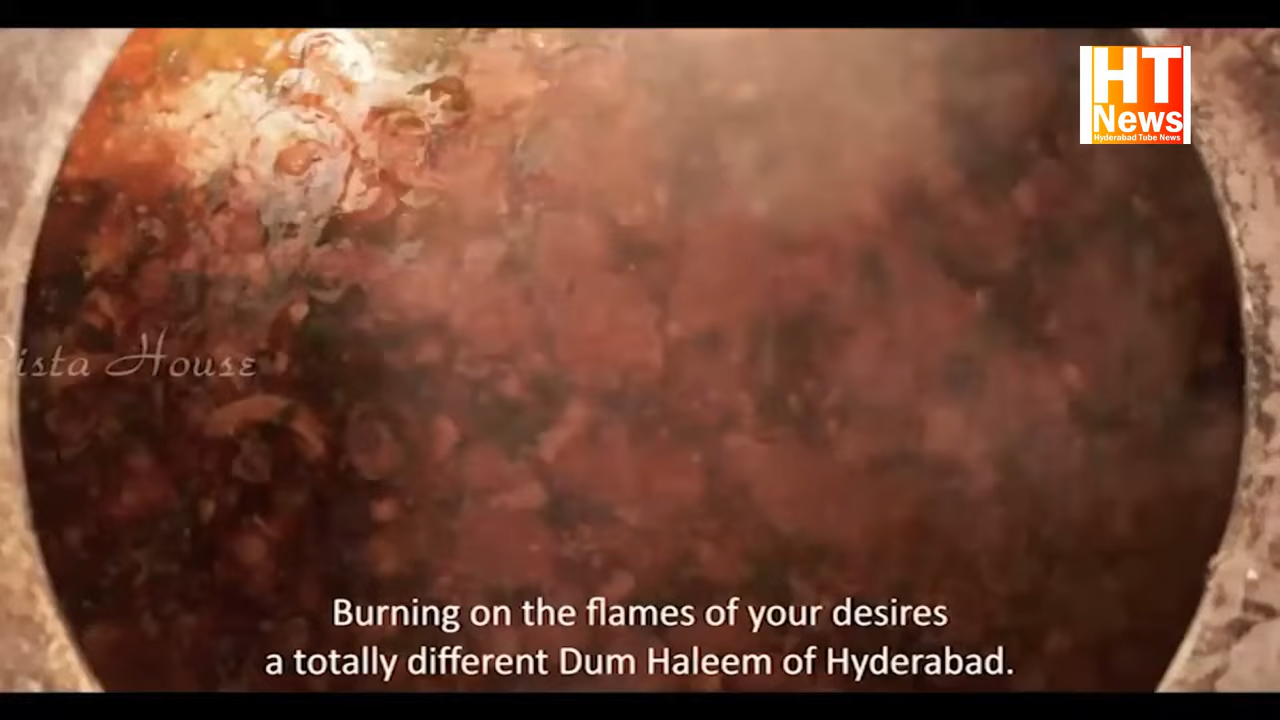 HT
News
Hyderabad Tube News
ista House
Burning on the flames of your desires
a totally different Dum Haleem of Hyderabad.